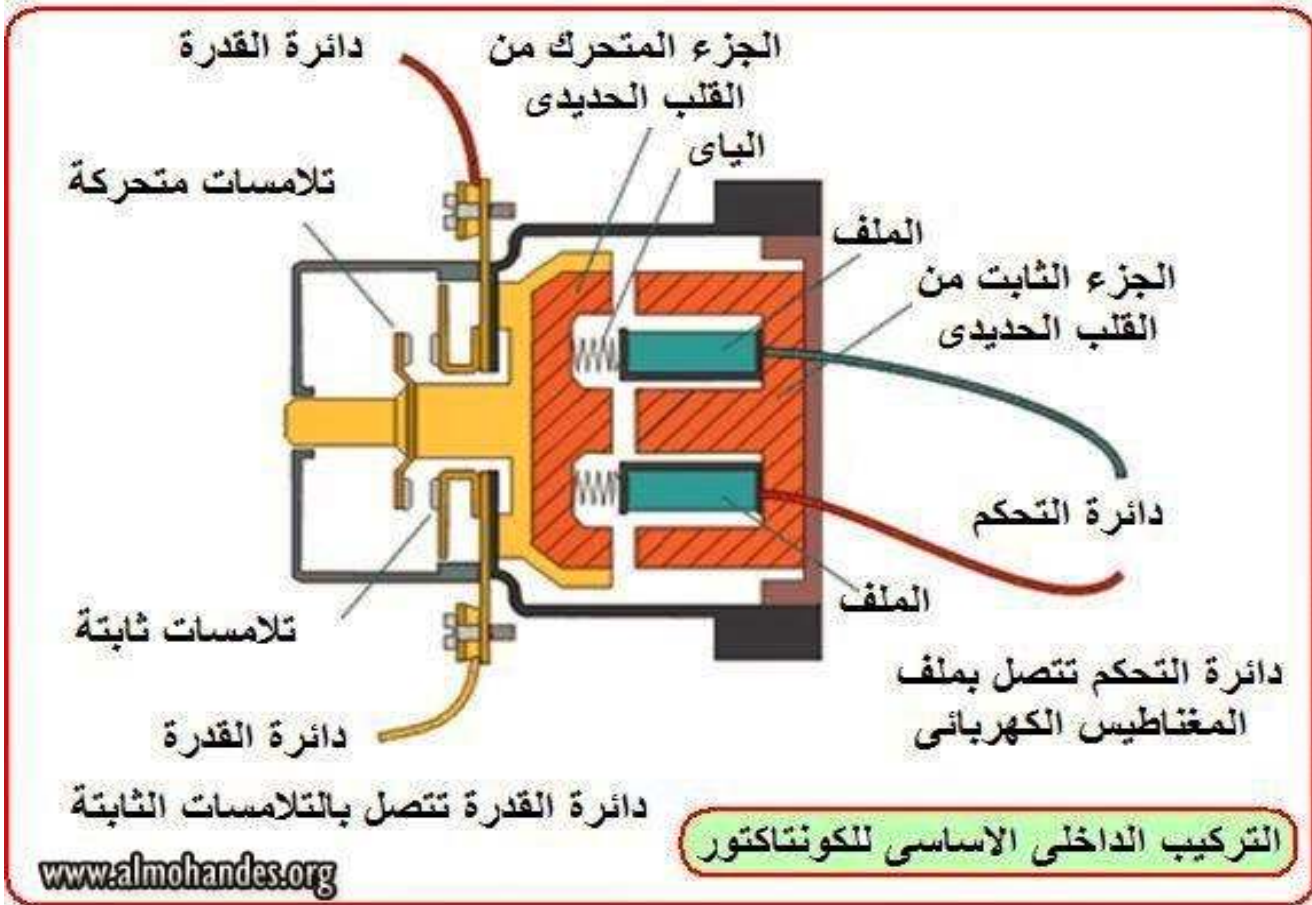 دائرة القدرة
الجزء المتحرك من
القلب الحديدى
الياى
تلامسات متحركة
الملف
الجزء الثابت من
القلب الحديدى
دائرة التحكم
الملف
تلامسات ثابتة
دائرة التحكم تتصل بملف
المغناطيس الكهربائى
دائرة القدرة
دائرة القدرة تتصل بالتلامسات الثابتة
التركيب الداخلى الاساسى للكونتاكتور
www.almohandes.org